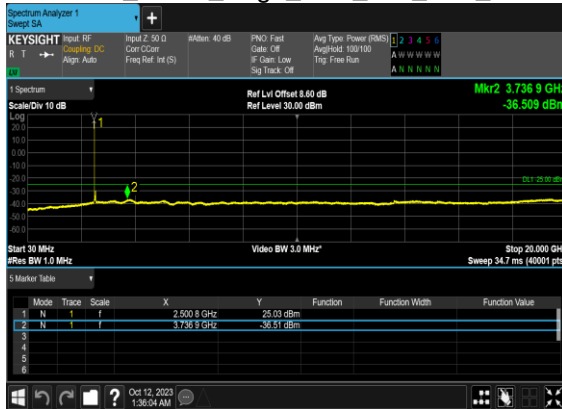 Spectrum Analyzer 1
Swept SA
+
KEYSIGHT Input: RF Input Z: 50 Ω #Atten: 40 dB PNO: Fast Avg Type: Power (RMS) 1 2 3 4 5 6
R T Coupling: DC Corr CCorr Gate: Off Avg|Hold: 100/100 A W W W W W
Align: Auto Freq Ref: Int (S) IF Gain: Low Trig: Free Run
Sig Track: Off A N N N N N
1 Spectrum Ref Lvl Offset 8.60 dB Mkr2 3.736 9 GHz
Scale/Div 10 dB Ref Level 30.00 dBm -36.509 dBm
Log
20.0
10.0
0.00
-10.0
-20.0
-30.0
-40.0
-50.0
-60.0
1
2
DL1 -25.00 dBm
Start 30 MHz Video BW 3.0 MHz* Stop 20.000 GHz
#Res BW 1.0 MHz Sweep 34.7 ms (40001 pts)
5 Marker Table
Mode Trace Scale X Y Function Function Width Function Value
1 N 1 f 2.500 8 GHz 25.03 dBm
2 N 1 f 3.736 9 GHz -36.51 dBm
3
4
5
6
? Oct 12, 2023
1:36:04 AM